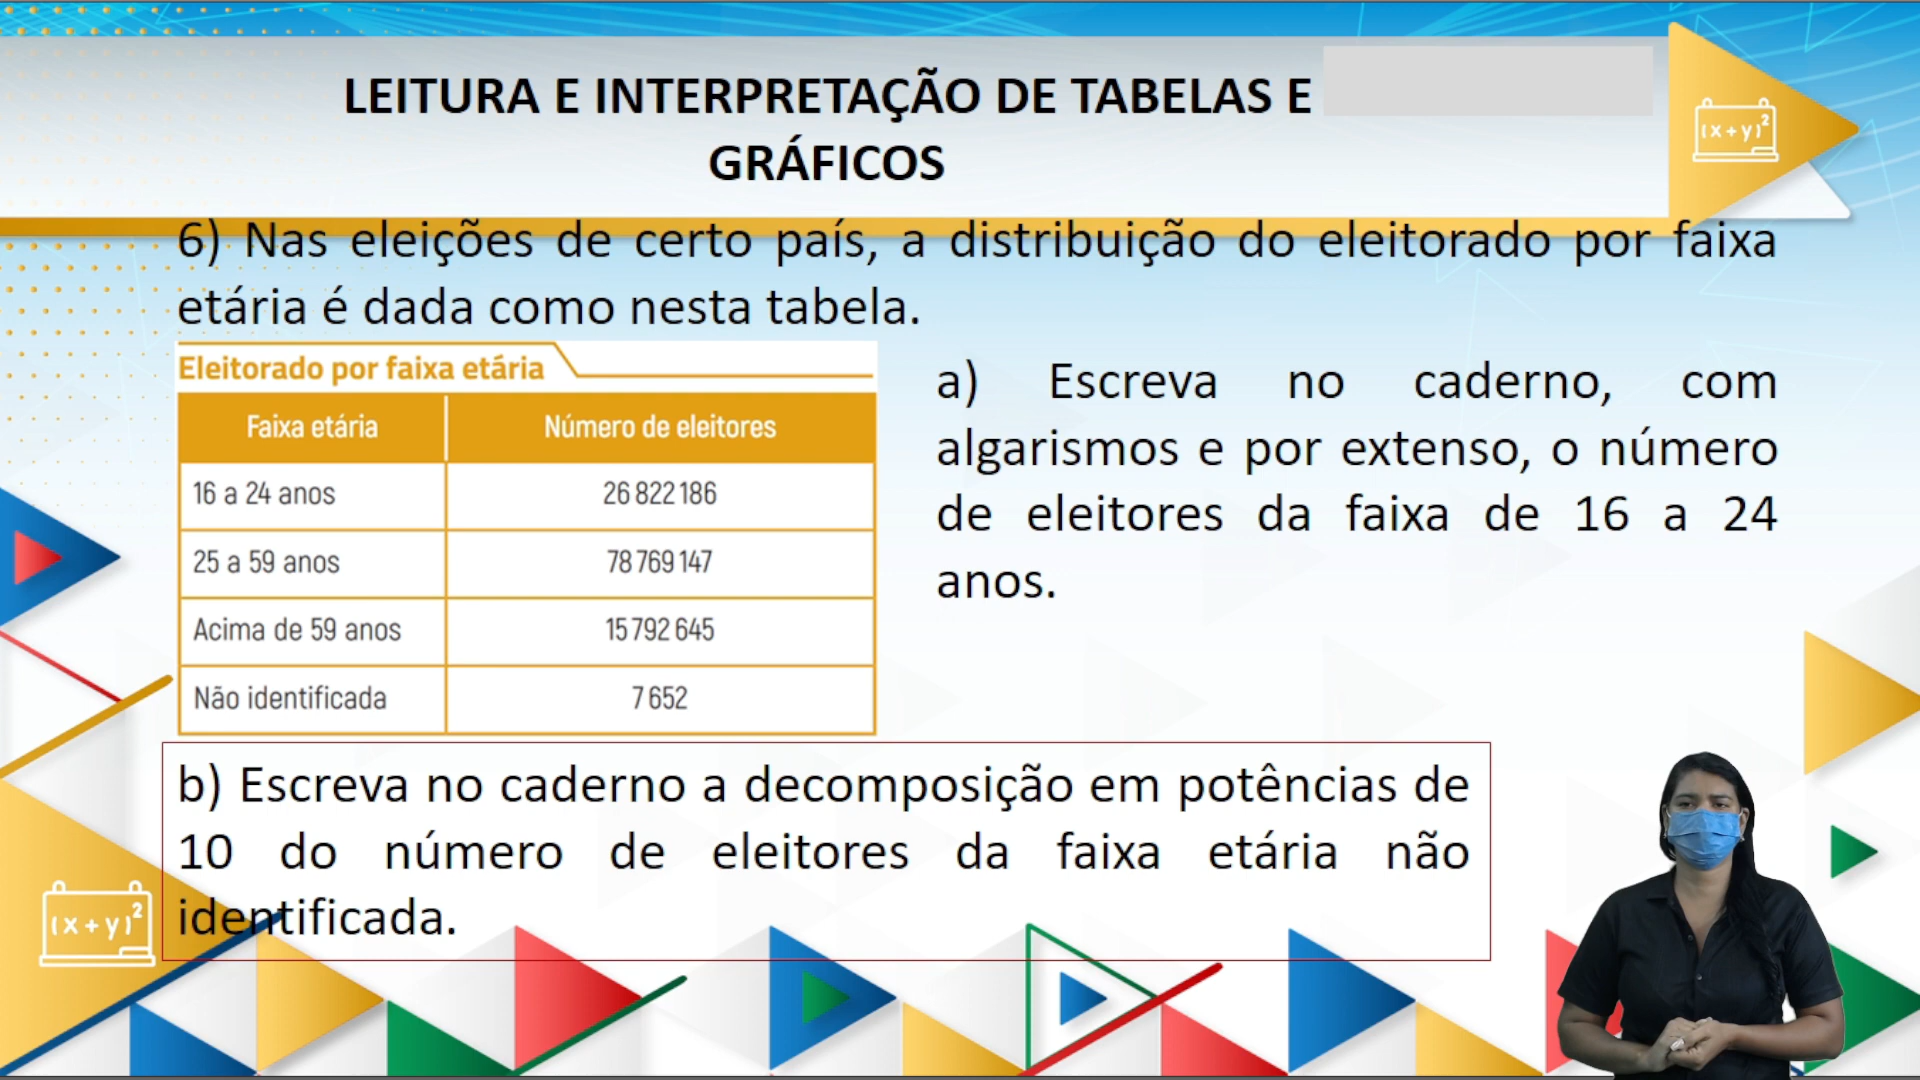 LEITURA E INTERPRETAÇÃO DE TABELAS E
GRÁFICOS
(x+y)²
6) Nas eleições de certo país, a distribuição do eleitorado por faixa
etária é dada como nesta tabela.
Eleitorado por faixa etária
Faixa etária Número de eleitores
16 a 24 anos 26 822 186
25 a 59 anos 78 769 147
Acima de 59 anos 15 792 645
Não identificada 7 652
a) Escreva no caderno, com
algarismos e por extenso, o número
de eleitores da faixa de 16 a 24
anos.
b) Escreva no caderno a decomposição em potências de
10 do número de eleitores da faixa etária não
identificada.
(x+y)²